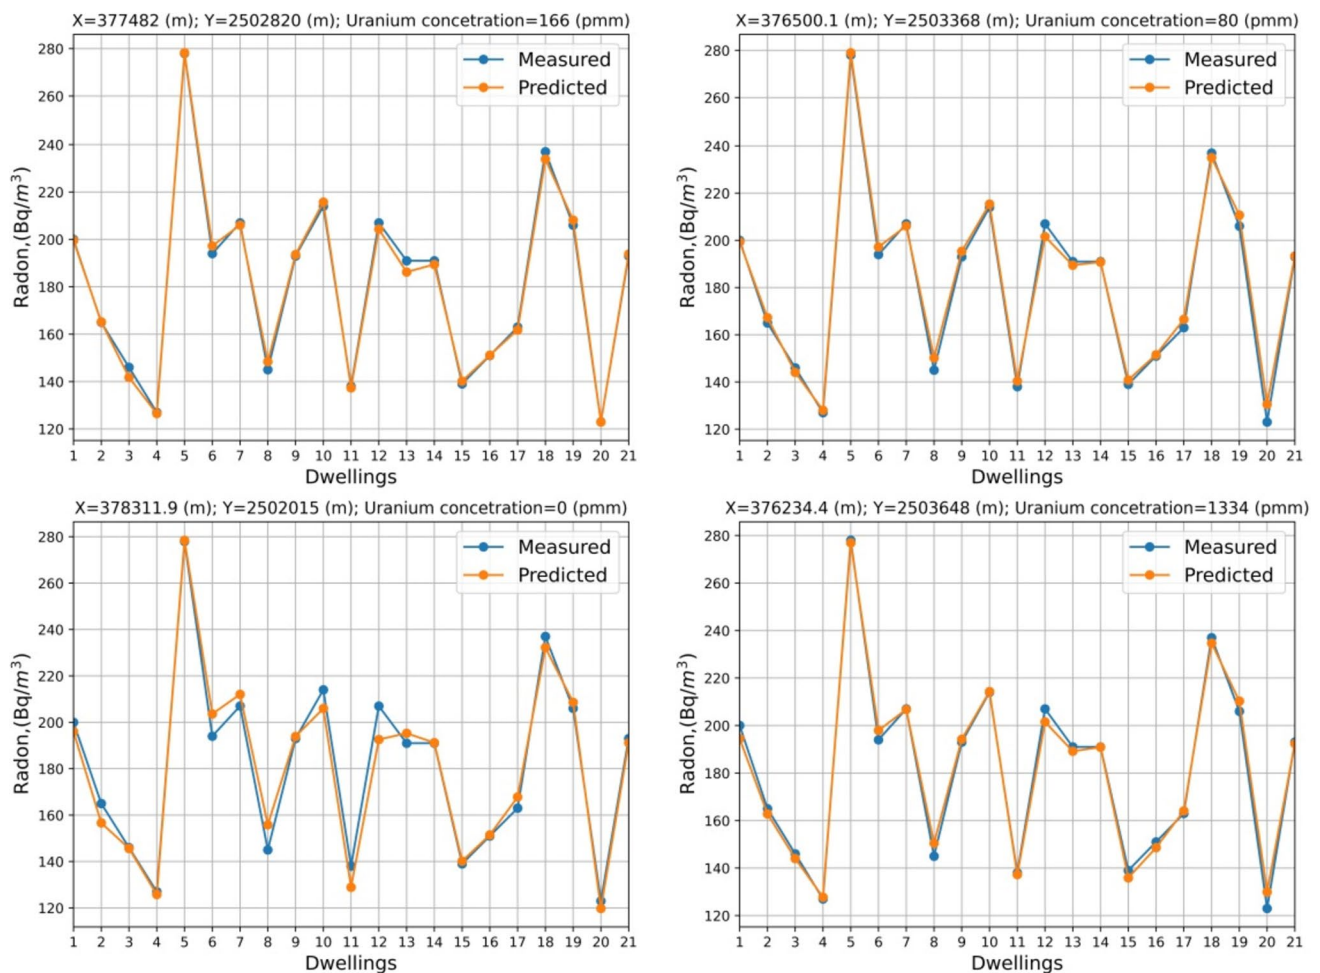 X=377482 (m); Y=2502820 (m); Uranium concetration=166 (pmm)
280
260
240
220
200
180
160
140
120
Radon,(Bq/m³)
Measured
Predicted
1 2 3 4 5 6 7 8 9 10 11 12 13 14 15 16 17 18 19 20 21
Dwellings
X=376500.1 (m); Y=2503368 (m); Uranium concetration=80 (pmm)
280
260
240
220
200
180
160
140
120
Radon,(Bq/m³)
Measured
Predicted
1 2 3 4 5 6 7 8 9 10 11 12 13 14 15 16 17 18 19 20 21
Dwellings
X=378311.9 (m); Y=2502015 (m); Uranium concetration=0 (pmm)
280
260
240
220
200
180
160
140
120
Radon,(Bq/m³)
Measured
Predicted
1 2 3 4 5 6 7 8 9 10 11 12 13 14 15 16 17 18 19 20 21
Dwellings
X=376234.4 (m); Y=2503648 (m); Uranium concetration=1334 (pmm)
280
260
240
220
200
180
160
140
120
Radon,(Bq/m³)
Measured
Predicted
1 2 3 4 5 6 7 8 9 10 11 12 13 14 15 16 17 18 19 20 21
Dwellings